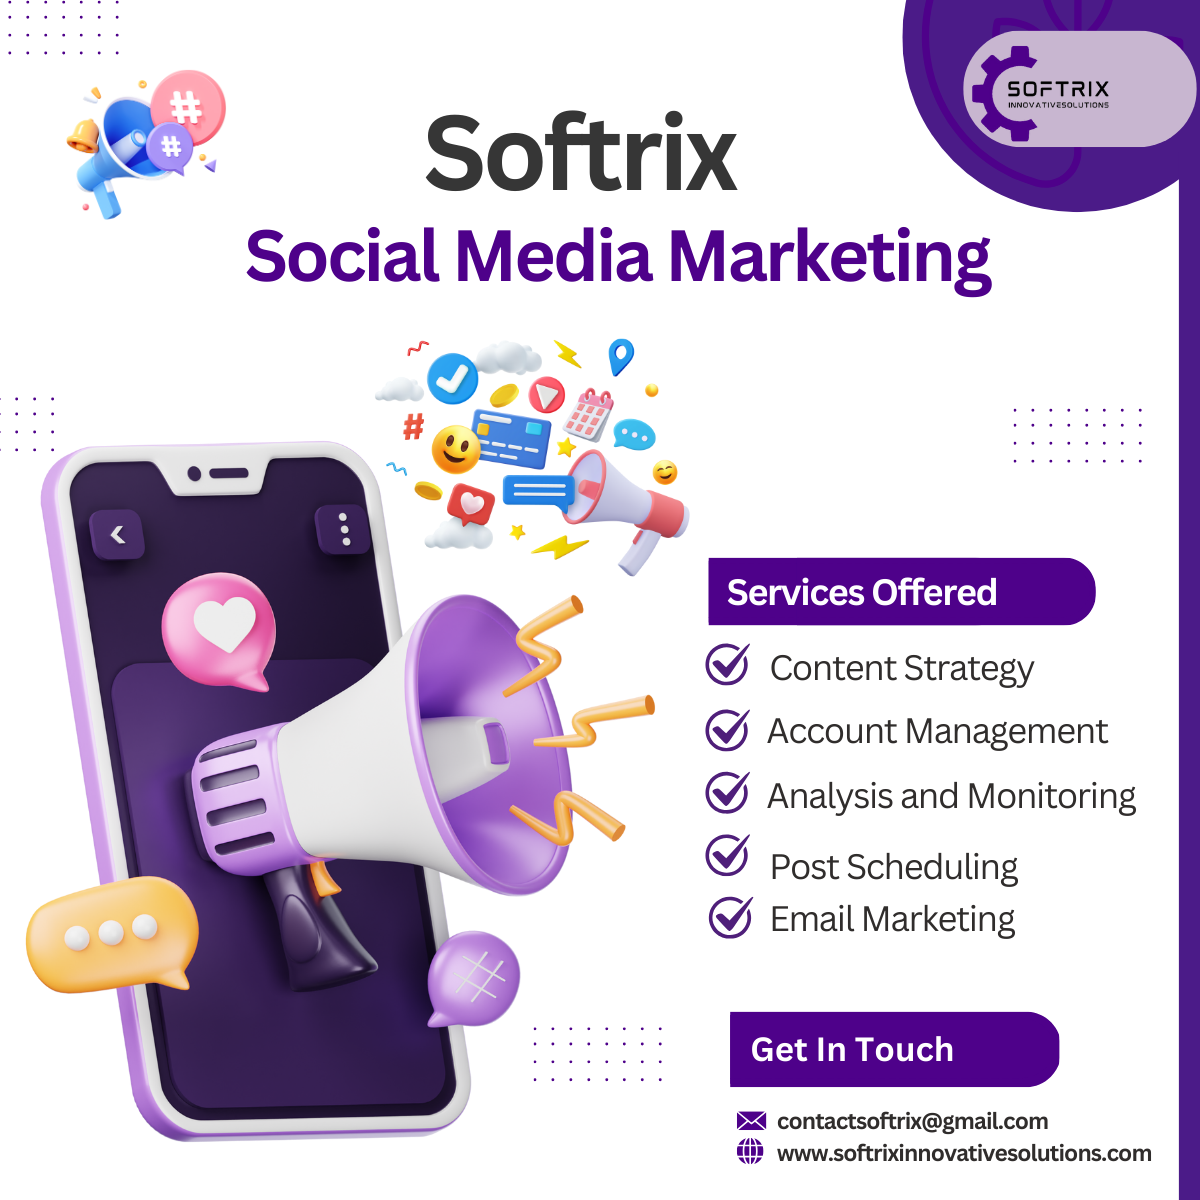 SOFTRIX
INNOVATIVESOLUTIONS
Softrix
Social Media Marketing
Services Offered
Content Strategy
Account Management
Analysis and Monitoring
Post Scheduling
Email Marketing
Get In Touch
contactsoftrix@gmail.com
www.softrixinnovativesolutions.com